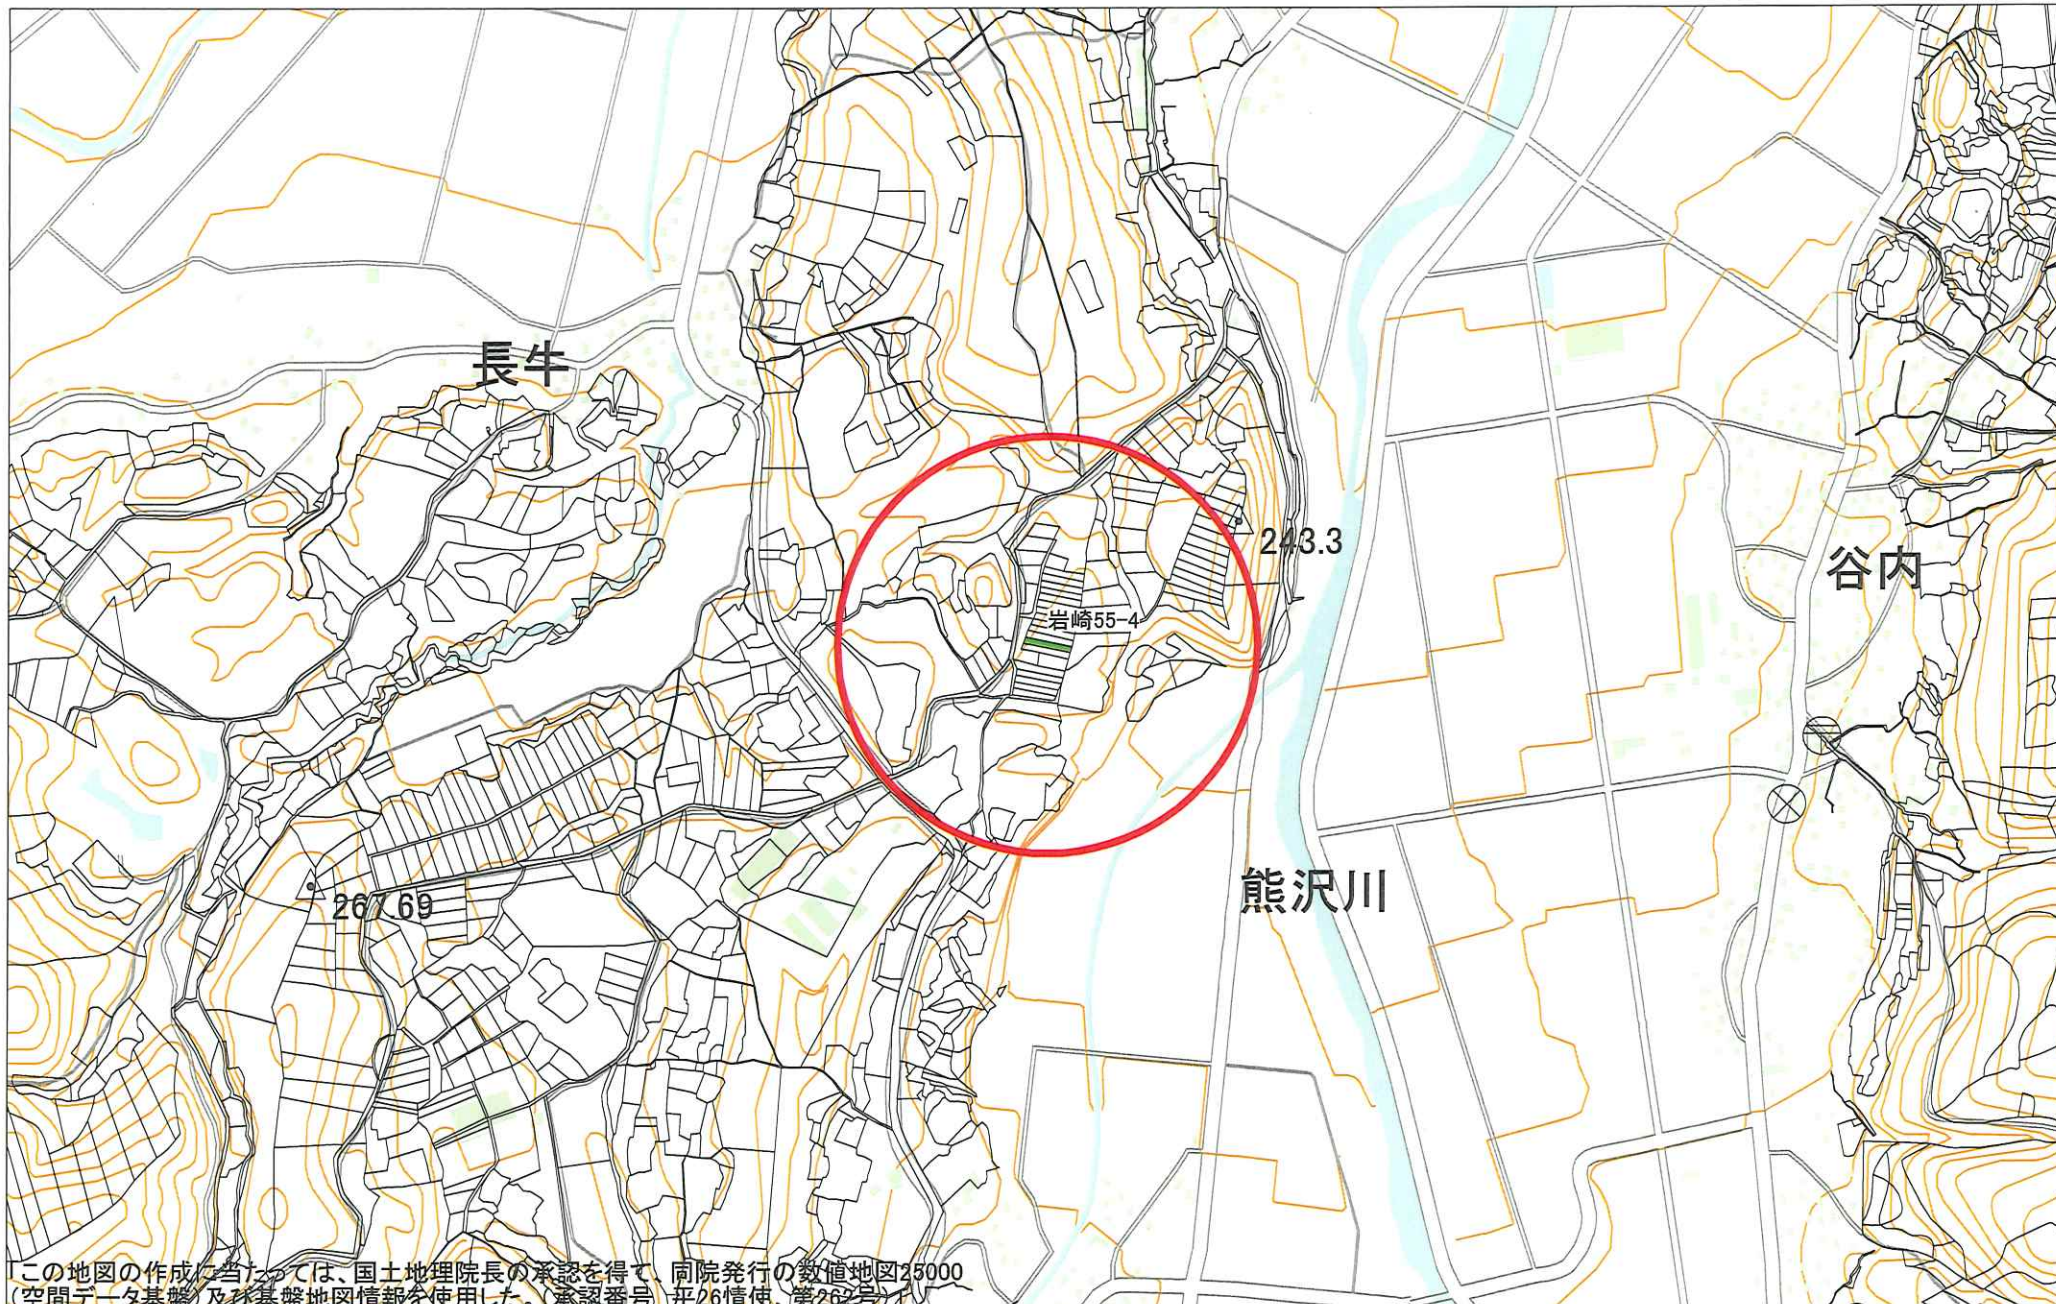 長牛
243.3
谷内
岩崎55-4
熊沢川
267.69
「この地図の作成に当たっては、国土地理院長の承認を得て、同院発行の数値地図25000
(空間データ基盤)及び基盤地図情報を使用した。(承認番号 平26情使、第262号)」